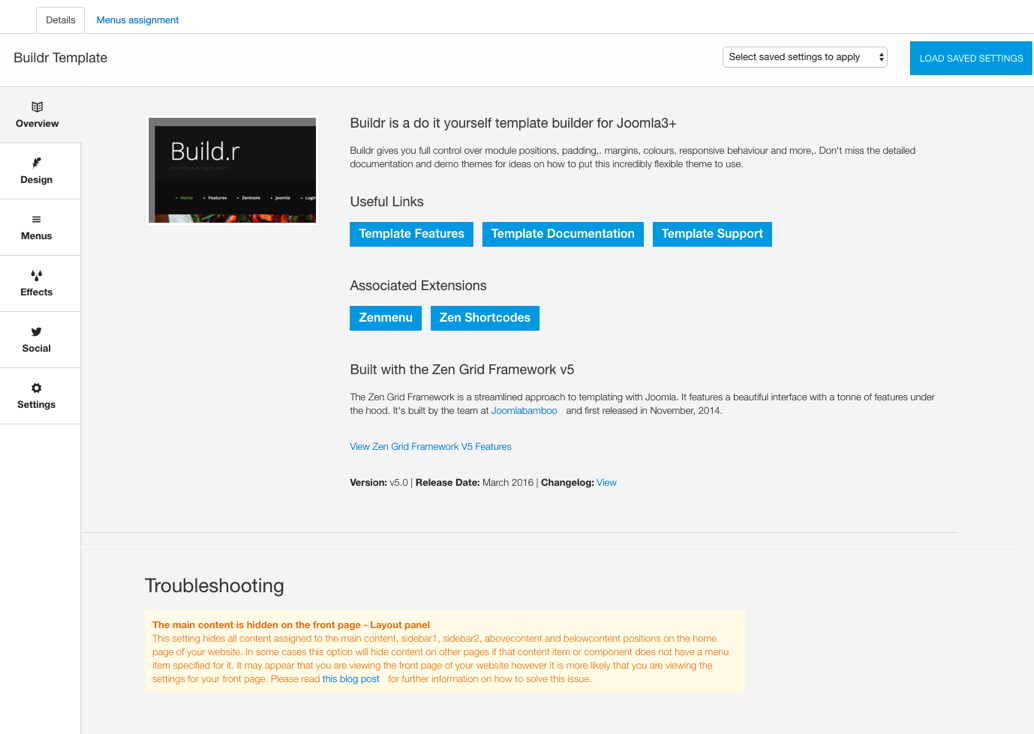 Details
Menus assignment
Buildr Template
Select saved settings to apply
LOAD SAVED SETTINGS
Overview
Design
Menus
Effects
Social
Settings
Build.r
Home
Features
Zentools
Joomla
Login
Buildr is a do it yourself template builder for Joomla3+
Buildr gives you full control over module positions, padding,. margins, colours, responsive behaviour and more,. Don't miss the detailed
documentation and demo themes for ideas on how to put this incredibly flexible theme to use.
Useful Links
Template Features
Template Documentation
Template Support
Associated Extensions
Zenmenu
Zen Shortcodes
Built with the Zen Grid Framework v5
The Zen Grid Framework is a streamlined approach to templating with Joomla. It features a beautiful interface with a tonne of features under
the hood. It's built by the team at Joomlabamboo and first released in November, 2014.
View Zen Grid Framework V5 Features
Version: v5.0 | Release Date: March 2016 | Changelog: View
Troubleshooting
The main content is hidden on the front page - Layout panel
This setting hides all content assigned to the main content, sidebar1, sidebar2, abovecontent and belowcontent positions on the home
page of your website. In some cases this option will hide content on other pages if that content item or component does not have a menu
item specified for it. It may appear that you are viewing the front page of your website however it is more likely that you are viewing the
settings for your front page. Please read this blog post for further information on how to solve this issue.